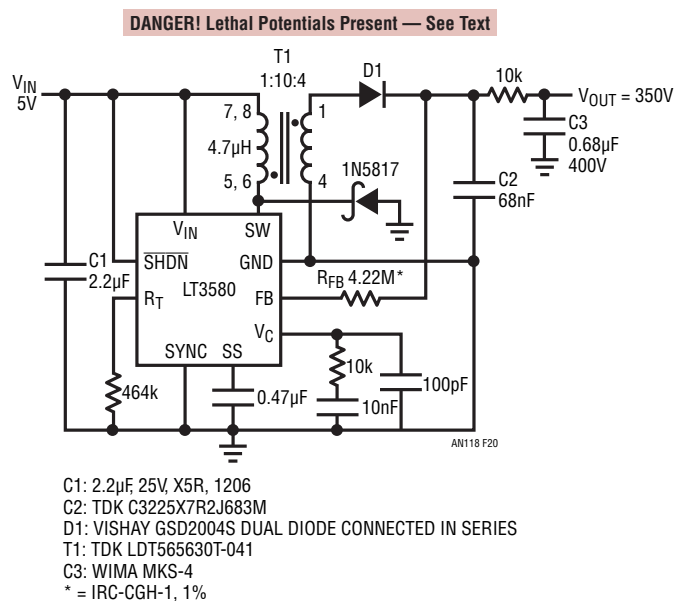 DANGER! Lethal Potentials Present — See Text
T1
1:10:4
D1
10k
VIN
5V
VOUT = 350V
7, 8
1
C3
0.68µF
400V
4.7µH
1N5817
5, 6
4
C2
68nF
VIN
SW
C1
2.2µF
SHDN
GND
RFB 4.22M*
LT3580
RT
FB
VC
SYNC
SS
464k
0.47µF
10k
100pF
10nF
AN118 F20
C1: 2.2µF, 25V, X5R, 1206
C2: TDK C3225X7R2J683M
D1: VISHAY GSD2004S DUAL DIODE CONNECTED IN SERIES
T1: TDK LDT565630T-041
C3: WIMA MKS-4
* = IRC-CGH-1, 1%